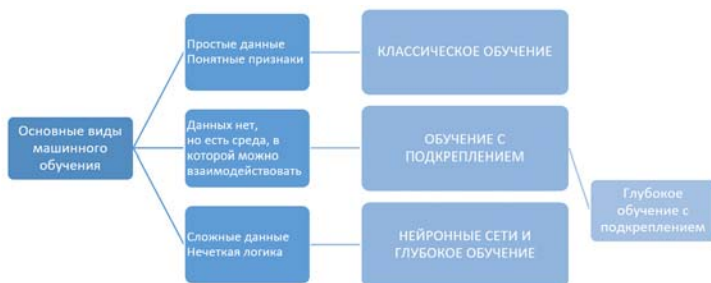 Основные виды
машинного
обучения
Простые данные
Понятные признаки
КЛАССИЧЕСКОЕ ОБУЧЕНИЕ
Данных нет,
но есть среда, в
которой можно
взаимодействовать
ОБУЧЕНИЕ С
ПОДКРЕПЛЕНИЕМ
Сложные данные
Нечеткая логика
НЕЙРОННЫЕ СЕТИ И
ГЛУБОКОЕ ОБУЧЕНИЕ
Глубокое
обучение с
подкреплением